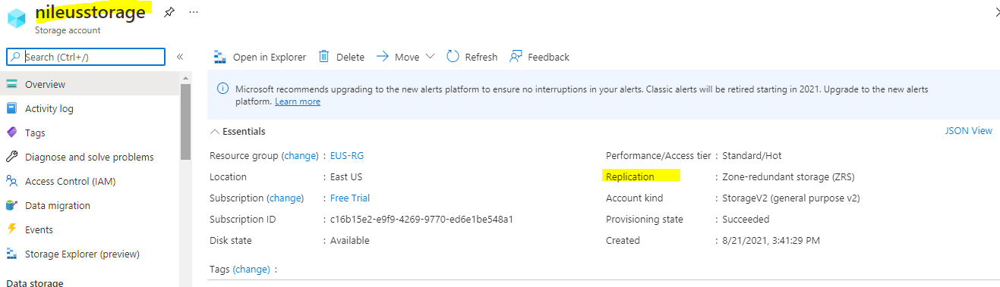 nileusstorage
Storage account
Search (Ctrl+/)
Overview
Activity log
Tags
Diagnose and solve problems
Access Control (IAM)
Data migration
Events
Storage Explorer (preview)
Data storage
Open in Explorer Delete Move Refresh Feedback
Microsoft recommends upgrading to the new alerts platform to ensure no interruptions in your alerts. Classic alerts will be retired starting in 2021. Upgrade to the new alerts
platform. Learn more
Essentials JSON View
Resource group (change) : EUS-RG
Location : East US
Subscription (change) : Free Trial
Subscription ID : c16b15e2-e9f9-4269-9770-ed6e1be548a1
Disk state : Available
Performance/Access tier : Standard/Hot
Replication : Zone-redundant storage (ZRS)
Account kind : StorageV2 (general purpose v2)
Provisioning state : Succeeded
Created : 8/21/2021, 3:41:29 PM
Tags (change) :